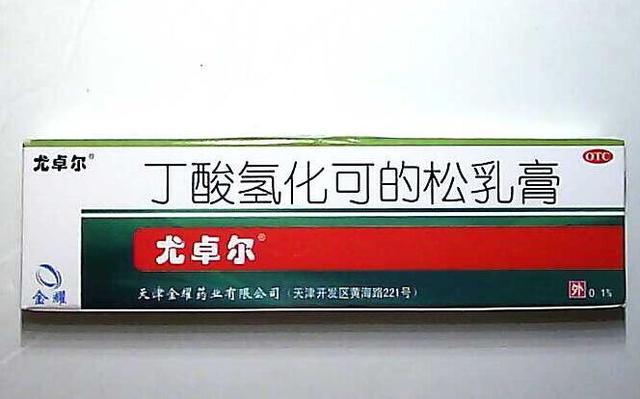 尤卓尔®
丁酸氢化可的松乳膏
OTC
尤卓尔®
金耀
天津金耀药业有限公司（天津开发区黄海路221号）
外 0.1%